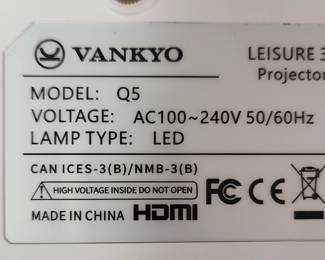 VANKYO
LEISURE 3
Projector
MODEL: Q5
VOLTAGE: AC100~240V 50/60Hz
LAMP TYPE: LED
CAN ICES-3(B)/NMB-3(B)
HIGH VOLTAGE INSIDE DO NOT OPEN
FC CE
MADE IN CHINA HDMI